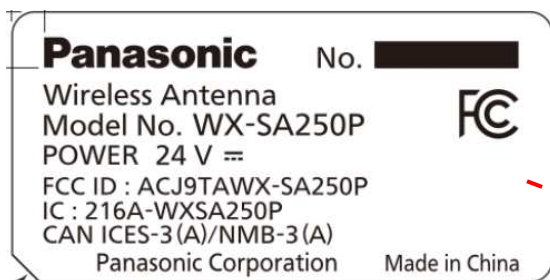 Panasonic No.
Wireless Antenna
Model No. WX-SA250P
POWER 24 V ⎓
FCC ID : ACJ9TAWX-SA250P
IC : 216A-WXSA250P
CAN ICES-3 (A)/NMB-3 (A)
Panasonic Corporation Made in China